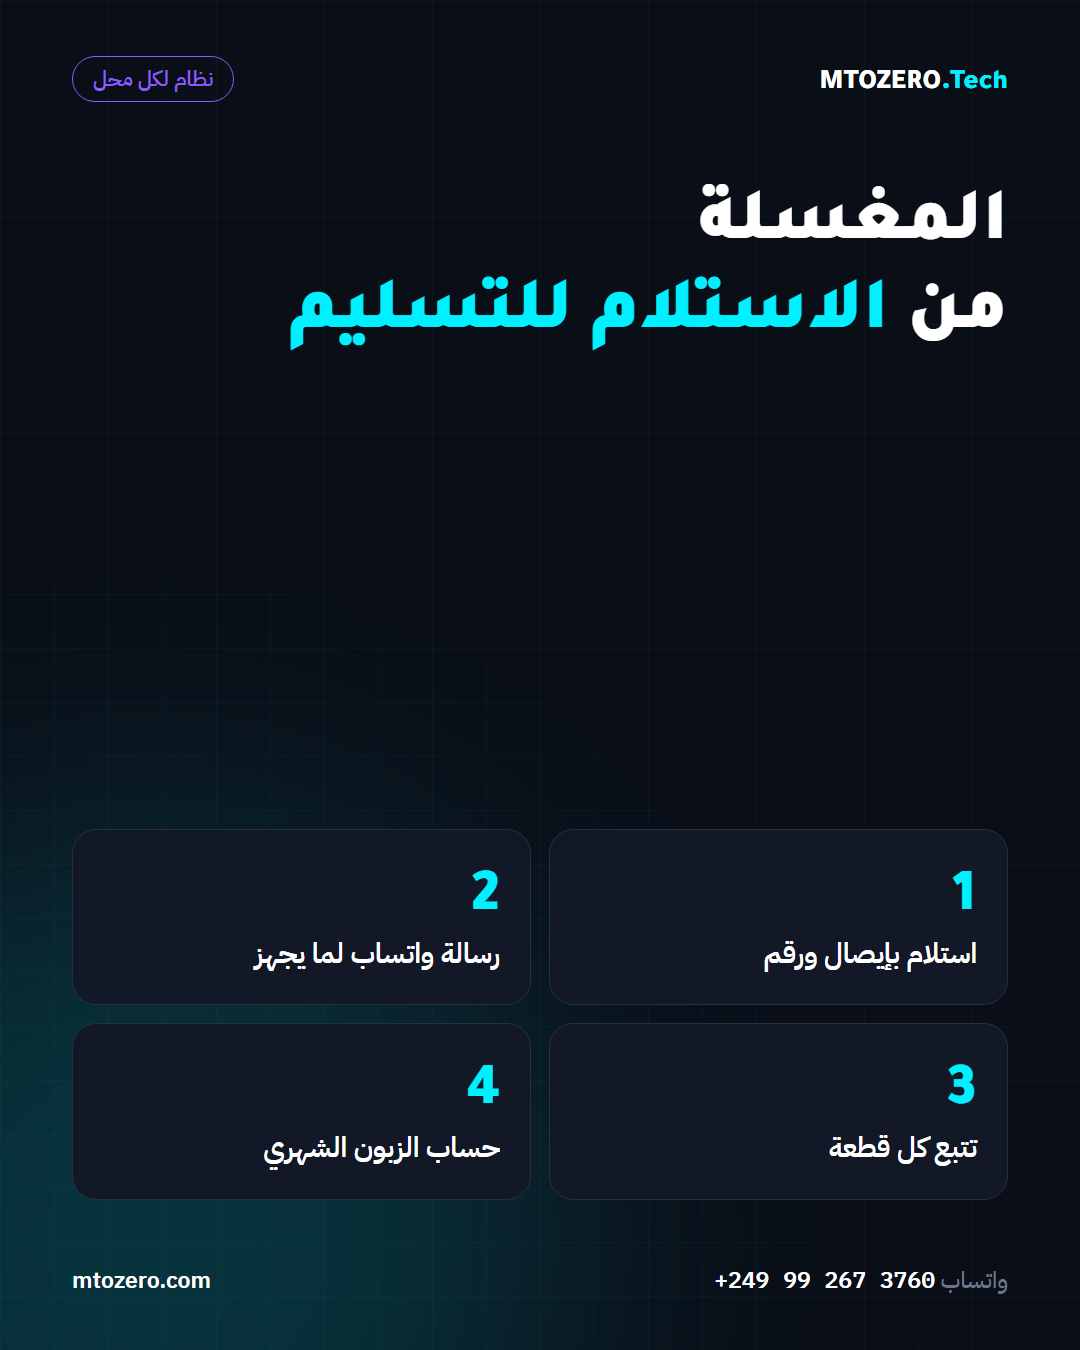 MTOZERO.Tech
نظام لكل محل
المغسلة
من الاستلام للتسليم
1
استلام بإيصال ورقم
2
رسالة واتساب لما يجهز
3
تتبع كل قطعة
4
حساب الزبون الشهري
واتساب +249 99 267 3760
mtozero.com